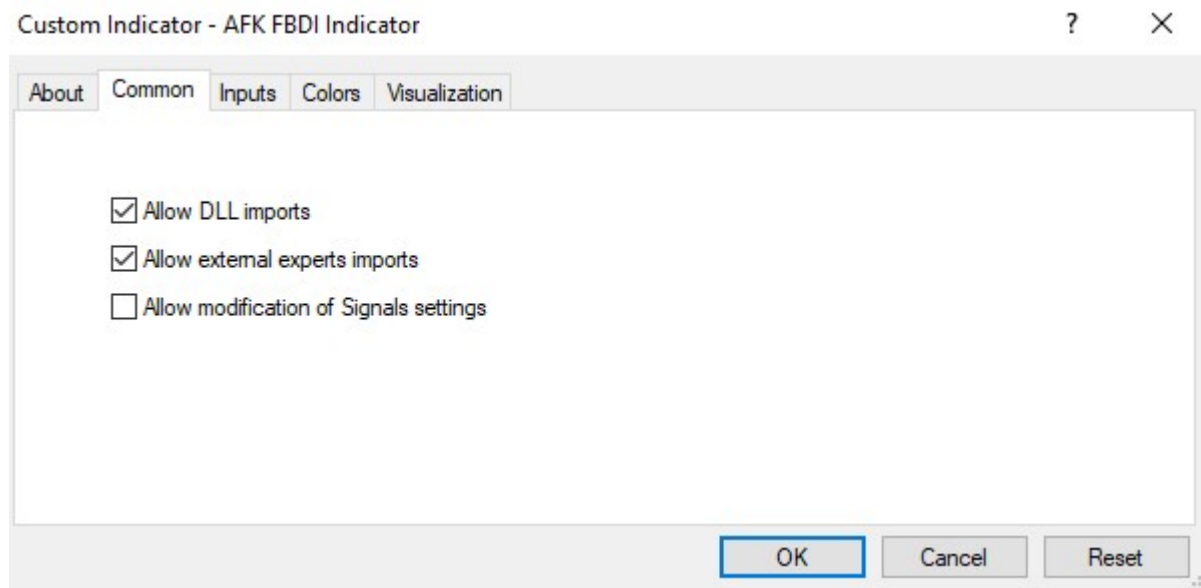 Custom Indicator - AFK FBDI Indicator ?
About Common Inputs Colors Visualization
Allow DLL imports
Allow external experts imports
Allow modification of Signals settings
OK Cancel Reset